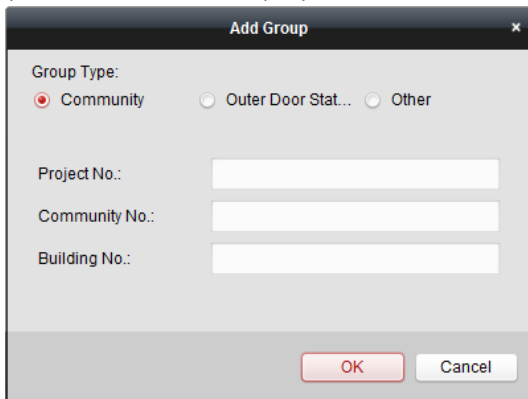 Add Group ×
Group Type:
Community Outer Door Stat... Other
Project No.:
Community No.:
Building No.:
OK Cancel